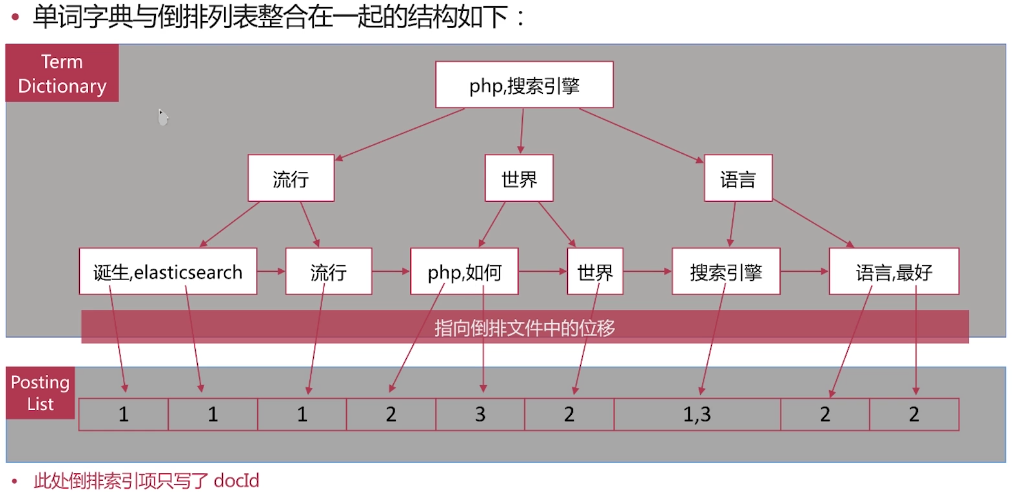 • 单词字典与倒排列表整合在一起的结构如下：
Term
Dictionary
php,搜索引擎
流行
世界
语言
诞生,elasticsearch
流行
php,如何
世界
搜索引擎
语言,最好
指向倒排文件中的位移
Posting
List
1
1
1
2
3
2
1,3
2
2
• 此处倒排索引项只写了 docId